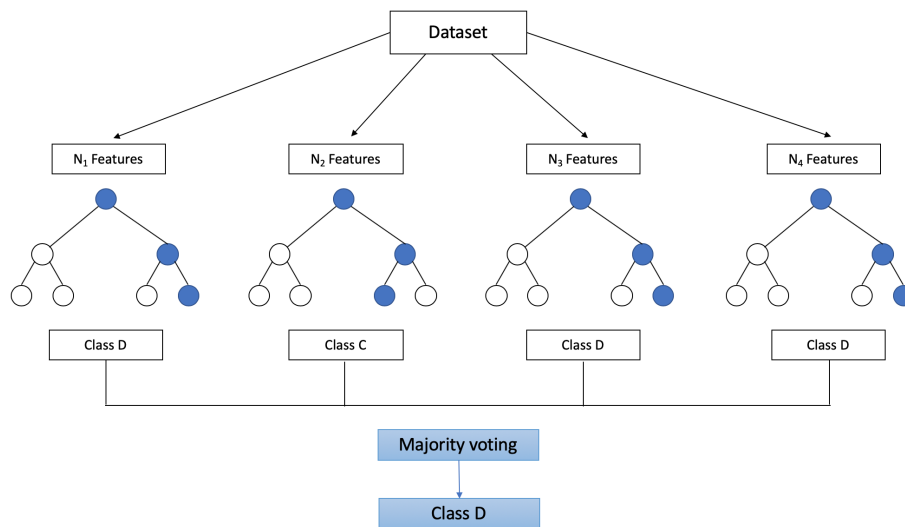 Dataset
N₁ Features
N₂ Features
N₃ Features
N₄ Features
Class D
Class C
Class D
Class D
Majority voting
Class D